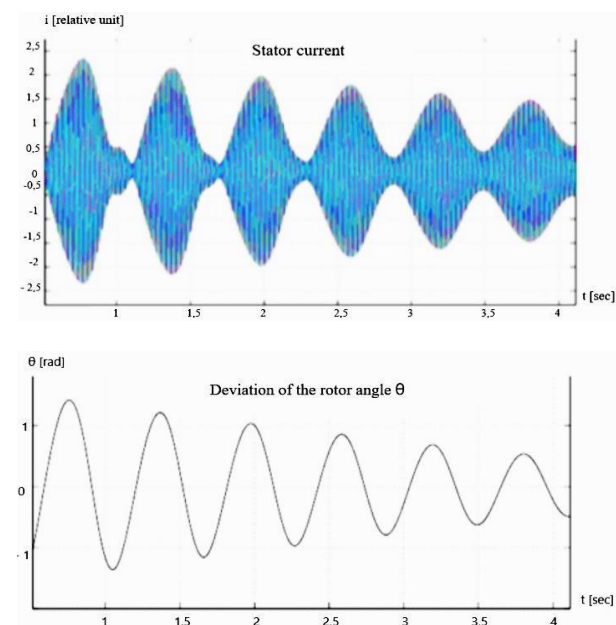 i [relative unit]
Stator current
2,5
2
1,5
1
0,5
0
-0,5
-1
-1,5
-2
- 2,5
t [sec]
1 1,5 2 2,5 3 3,5 4
θ [rad]
Deviation of the rotor angle θ
1
0
- 1
t [sec]
1 1,5 2 2,5 3 3,5 4